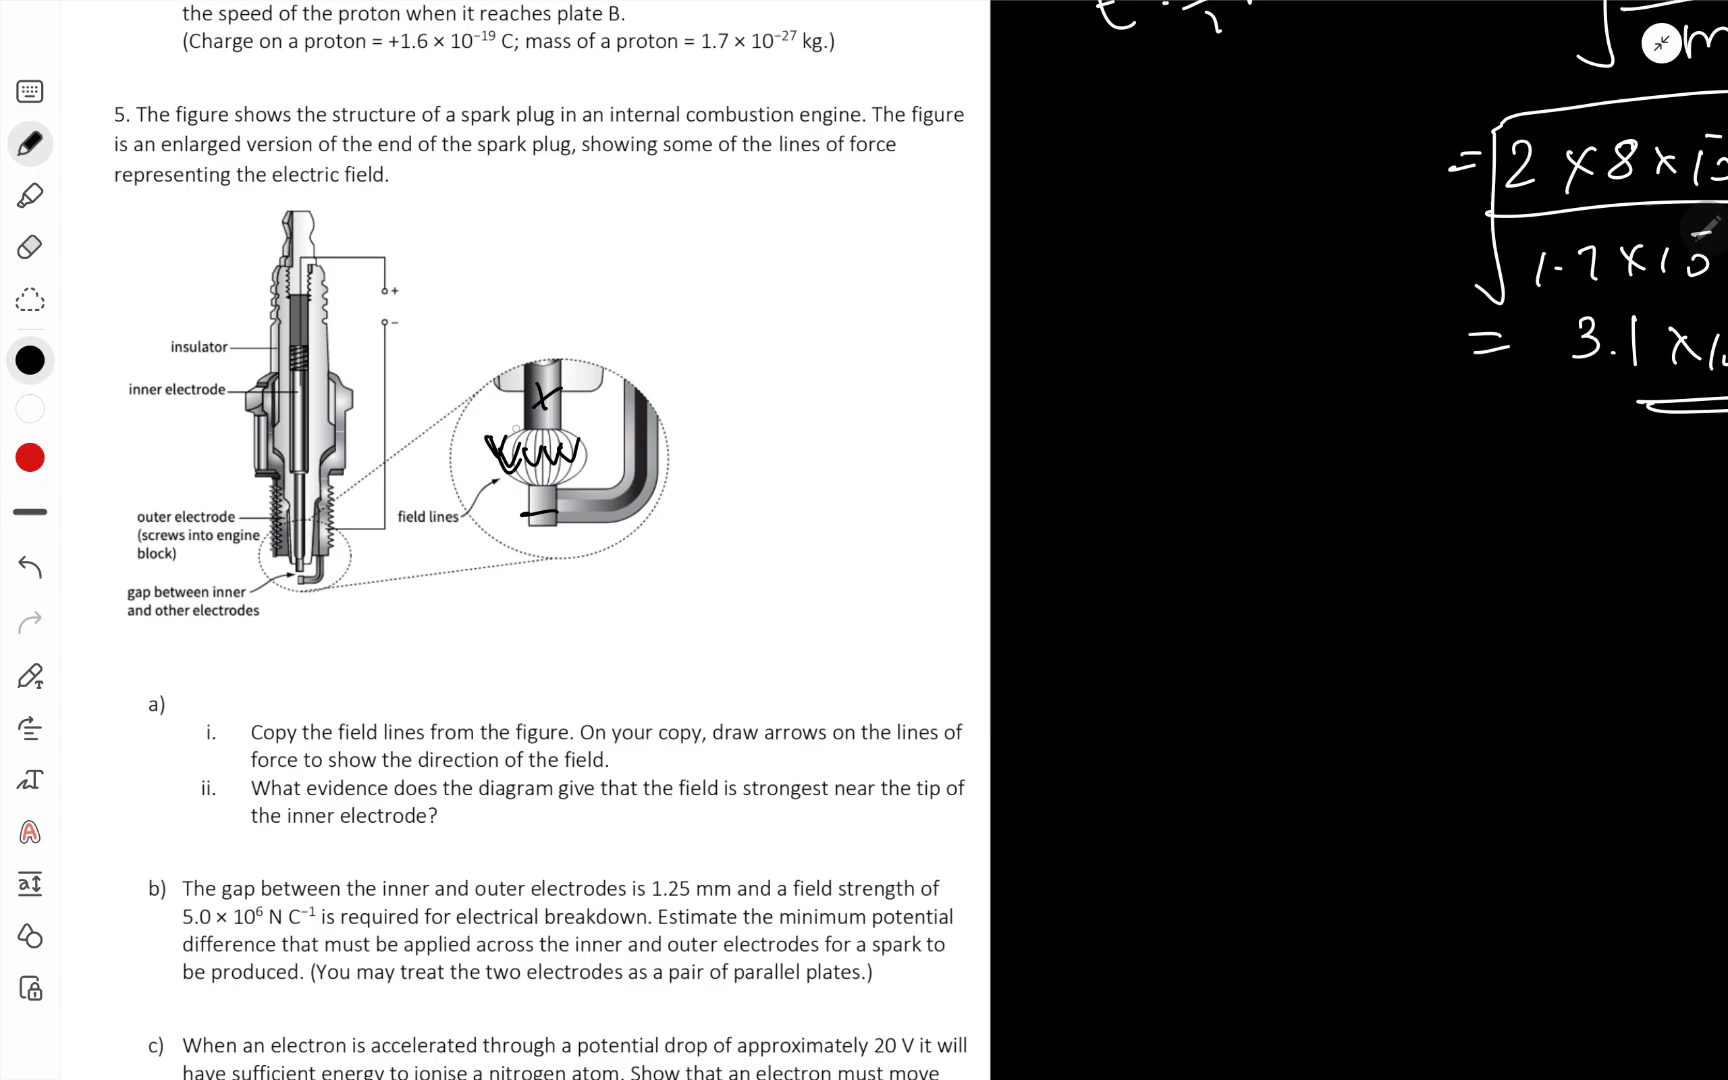 the speed of the proton when it reaches plate B.
(Charge on a proton = +1.6 × 10⁻¹⁹ C; mass of a proton = 1.7 × 10⁻²⁷ kg.)
5. The figure shows the structure of a spark plug in an internal combustion engine. The figure
is an enlarged version of the end of the spark plug, showing some of the lines of force
representing the electric field.
+
−
insulator
inner electrode
outer electrode
(screws into engine
block)
field lines
gap between inner
and other electrodes
a)
i. Copy the field lines from the figure. On your copy, draw arrows on the lines of
force to show the direction of the field.
ii. What evidence does the diagram give that the field is strongest near the tip of
the inner electrode?
b) The gap between the inner and outer electrodes is 1.25 mm and a field strength of
5.0 × 10⁶ N C⁻¹ is required for electrical breakdown. Estimate the minimum potential
difference that must be applied across the inner and outer electrodes for a spark to
be produced. (You may treat the two electrodes as a pair of parallel plates.)
c) When an electron is accelerated through a potential drop of approximately 20 V it will
have sufficient energy to ionise a nitrogen atom. Show that an electron must move
m
= 2 × 8 × 10
1.7 × 10
= 3.1 × 10